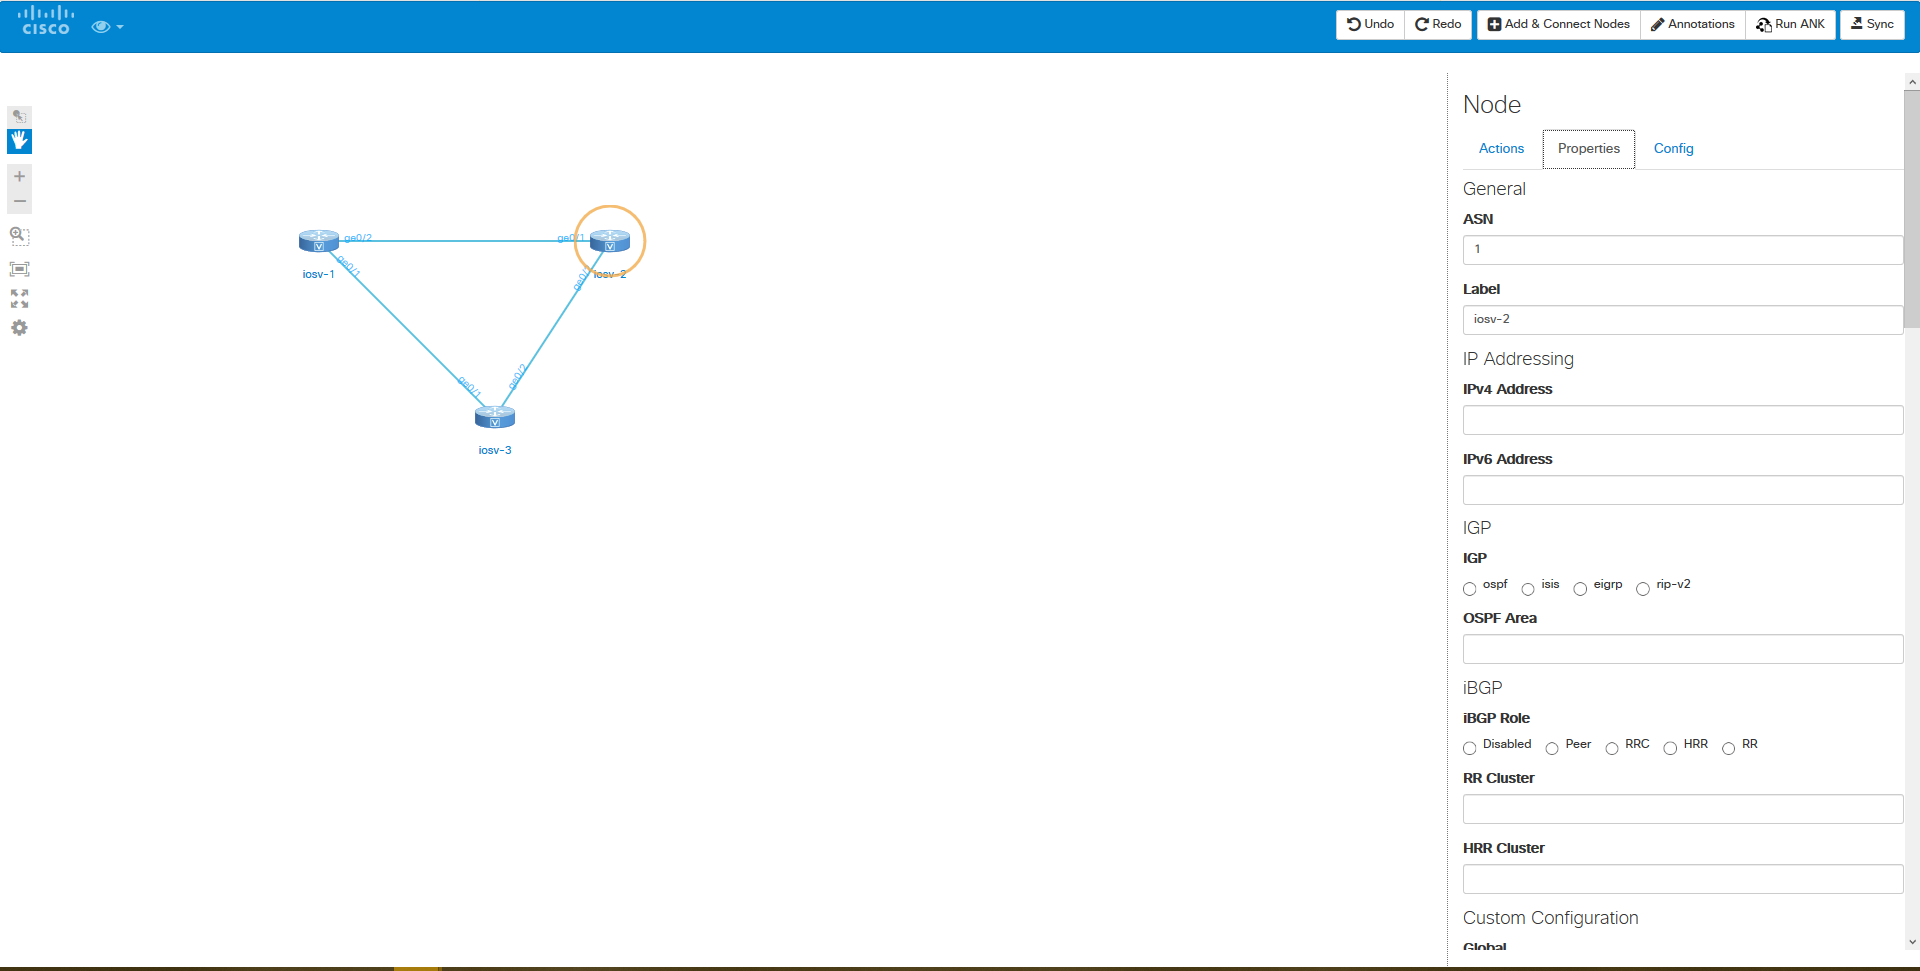 CISCO
Undo Redo Add & Connect Nodes Annotations Run ANK Sync
Node
Actions Properties Config
General
ASN
1
Label
iosv-2
IP Addressing
IPv4 Address
IPv6 Address
IGP
IGP
ospf isis eigrp rip-v2
OSPF Area
iBGP
iBGP Role
Disabled Peer RRC HRR RR
RR Cluster
HRR Cluster
Custom Configuration
Global
ge0/2 ge0/1
iosv-1 iosv-2
ge0/1
ge0/1 ge0/2
iosv-3